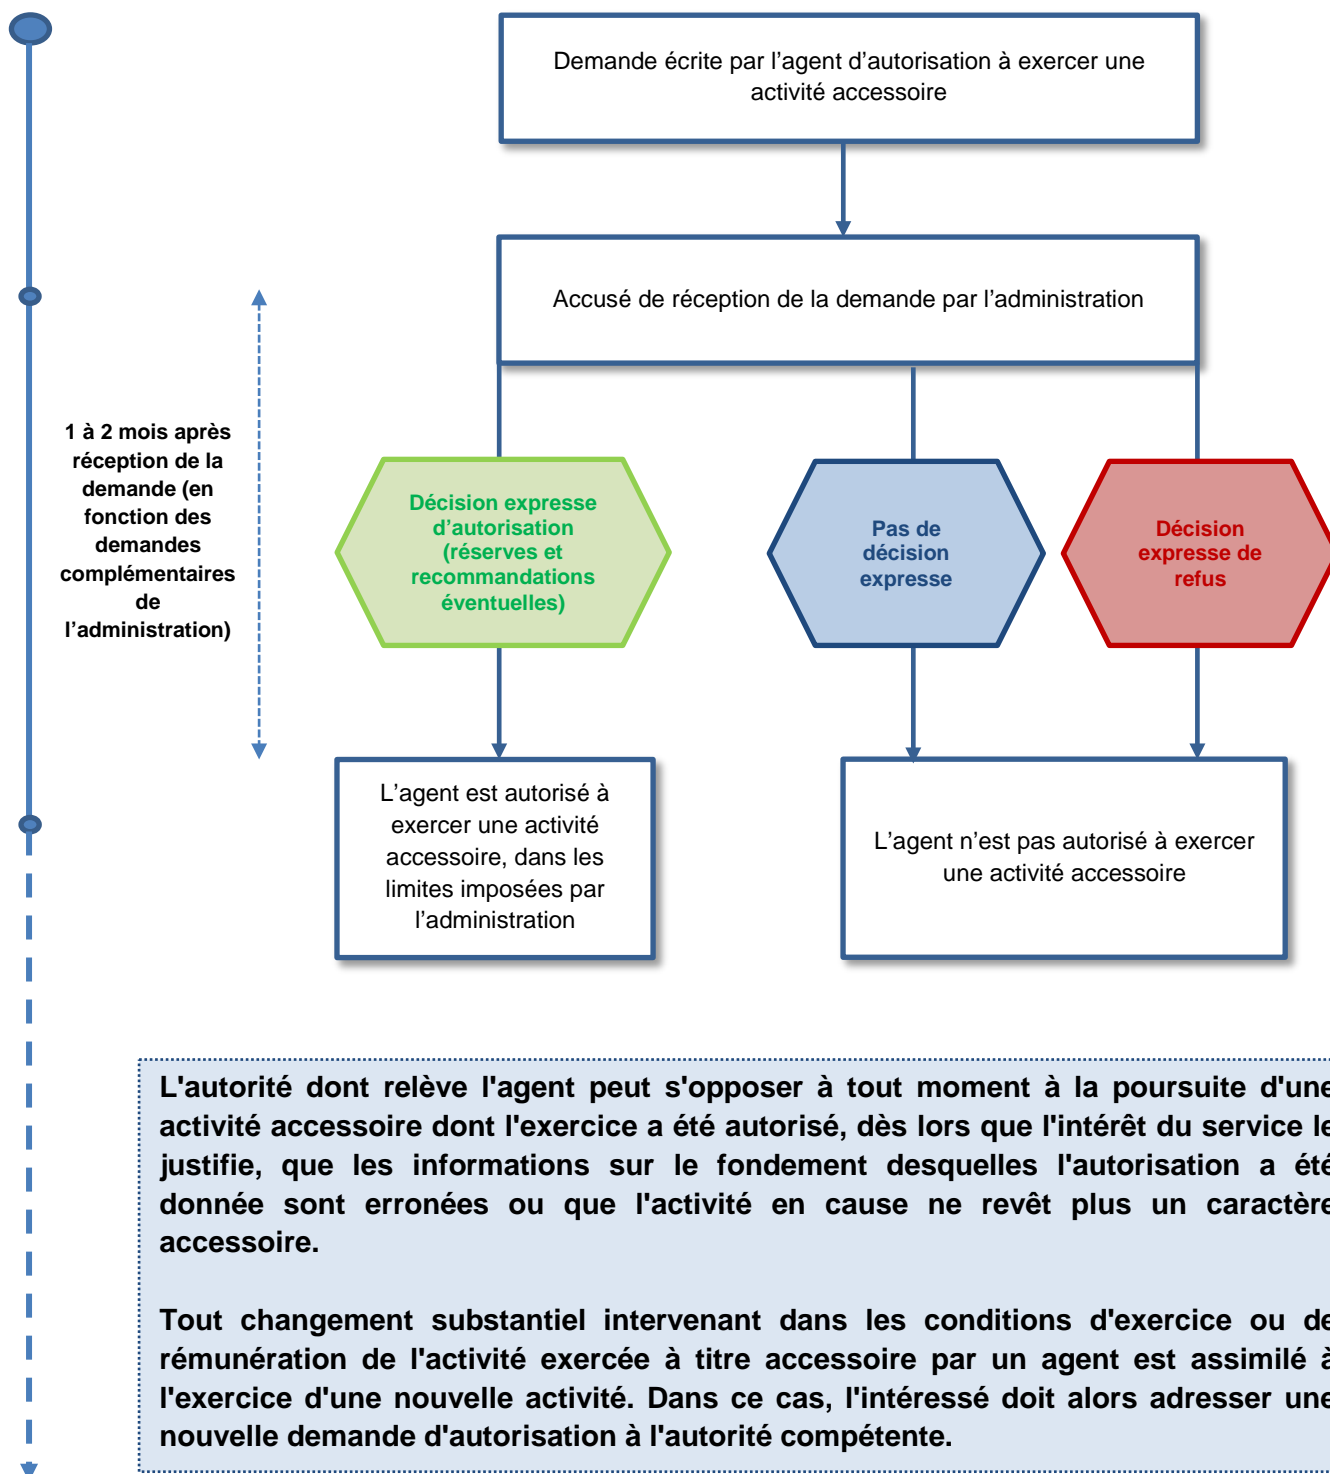 Demande écrite par l’agent d’autorisation à exercer une
activité accessoire
Accusé de réception de la demande par l’administration
1 à 2 mois après
réception de la
demande (en
fonction des
demandes
complémentaires
de
l’administration)
Décision expresse
d’autorisation
(réserves et
recommandations
éventuelles)
Pas de
décision
expresse
Décision
expresse de
refus
L’agent est autorisé à
exercer une activité
accessoire, dans les
limites imposées par
l’administration
L’agent n’est pas autorisé à exercer
une activité accessoire
L'autorité dont relève l'agent peut s'opposer à tout moment à la poursuite d'une
activité accessoire dont l'exercice a été autorisé, dès lors que l'intérêt du service le
justifie, que les informations sur le fondement desquelles l'autorisation a été
donnée sont erronées ou que l'activité en cause ne revêt plus un caractère
accessoire.
Tout changement substantiel intervenant dans les conditions d'exercice ou de
rémunération de l'activité exercée à titre accessoire par un agent est assimilé à
l'exercice d'une nouvelle activité. Dans ce cas, l'intéressé doit alors adresser une
nouvelle demande d'autorisation à l'autorité compétente.